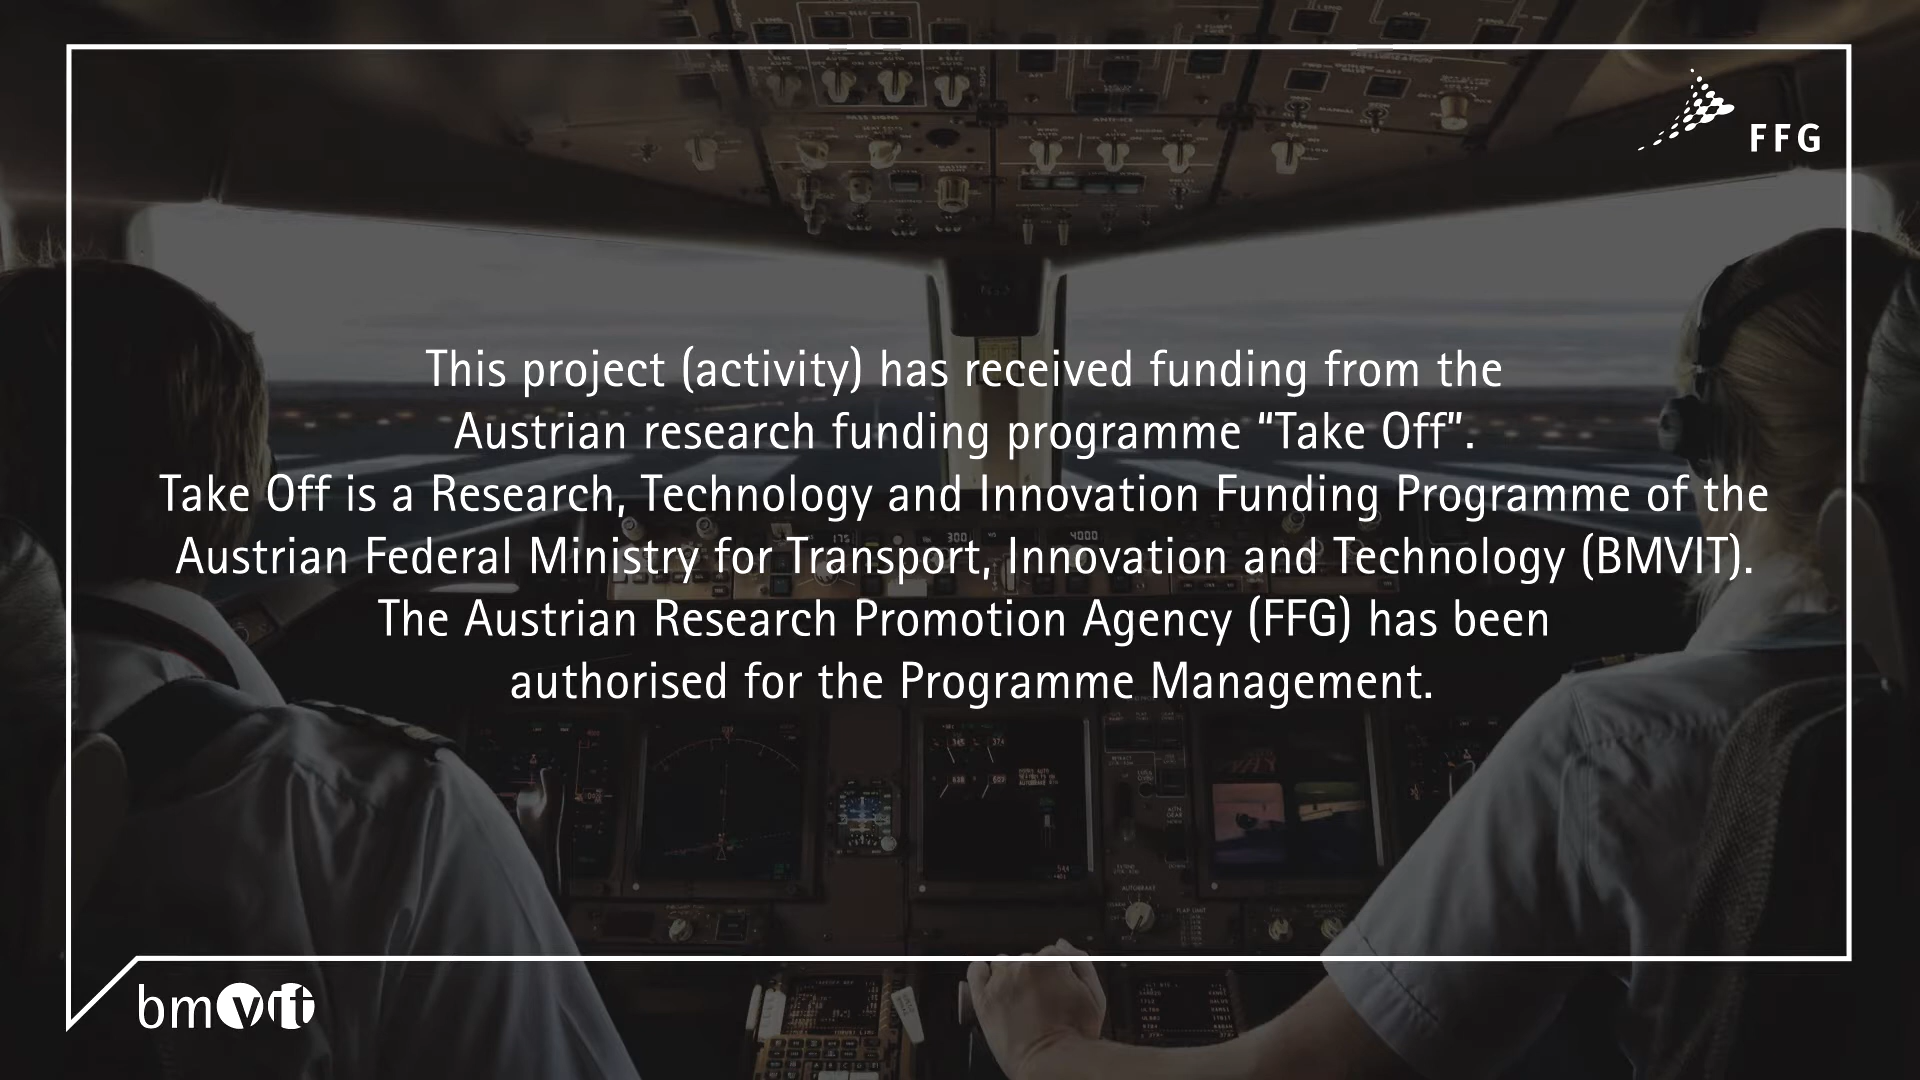 FFG
This project (activity) has received funding from the
Austrian research funding programme “Take Off”.
Take Off is a Research, Technology and Innovation Funding Programme of the
Austrian Federal Ministry for Transport, Innovation and Technology (BMVIT).
The Austrian Research Promotion Agency (FFG) has been
authorised for the Programme Management.
bmvit